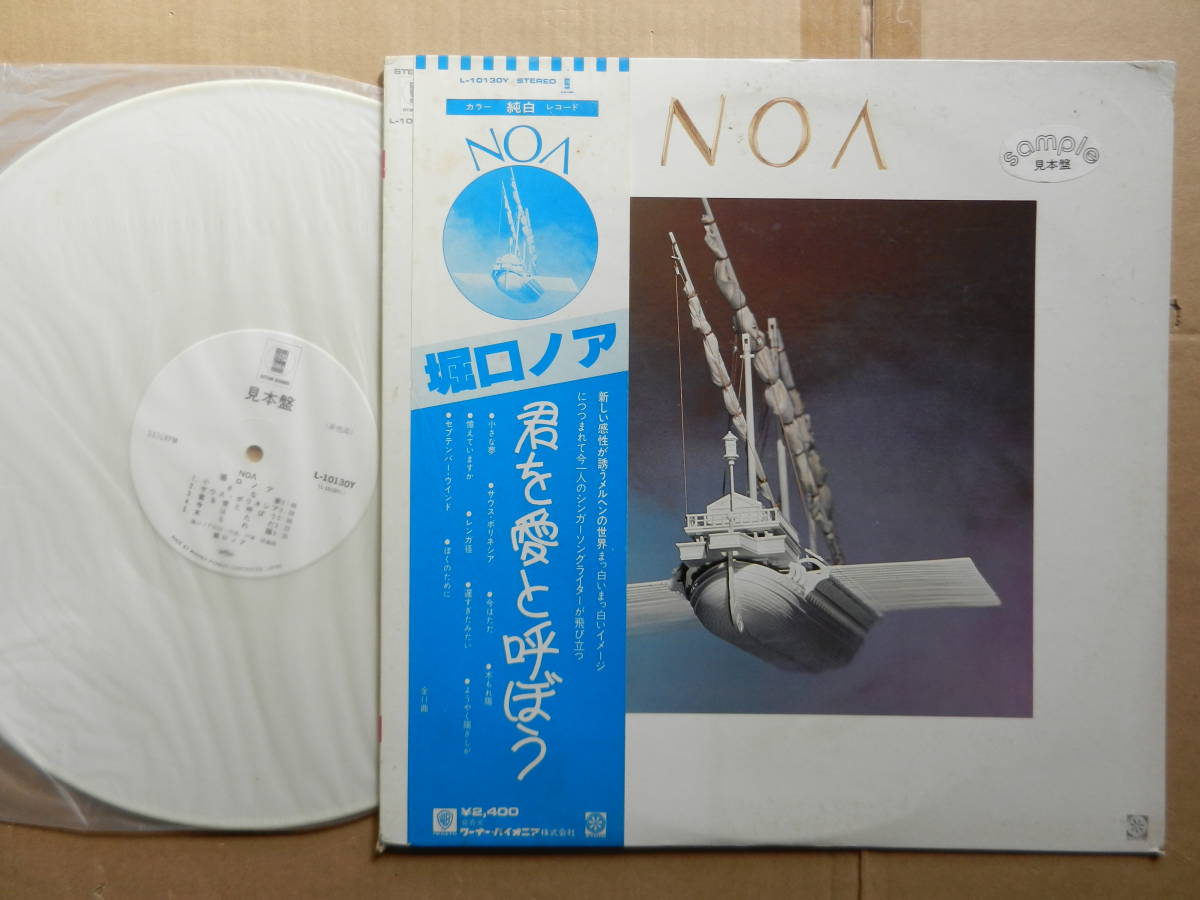 見本盤
L-10130Y
NOA
堀口ノア
L-10130Y STEREO
カラー 純白 レコード
NOA
堀口ノア
新しい感性が誘うメルヘンの世界 まっ白いまっ白いイメージ
につつまれて今一人のシンガーソングライターが飛び立つ
君を愛と呼ぼう
●小さな夢 ●サウス・ポリネシア ●今はただ ●木もれ陽
●憶えていますか ●レンガ径 ●遅すぎたみたい ●ようやく陽ざしが
●セプテンバー・ウインド ●ぼくのために
全11曲
¥2,400
発売元
ワーナー・パイオニア株式会社
NOA
sample
見本盤